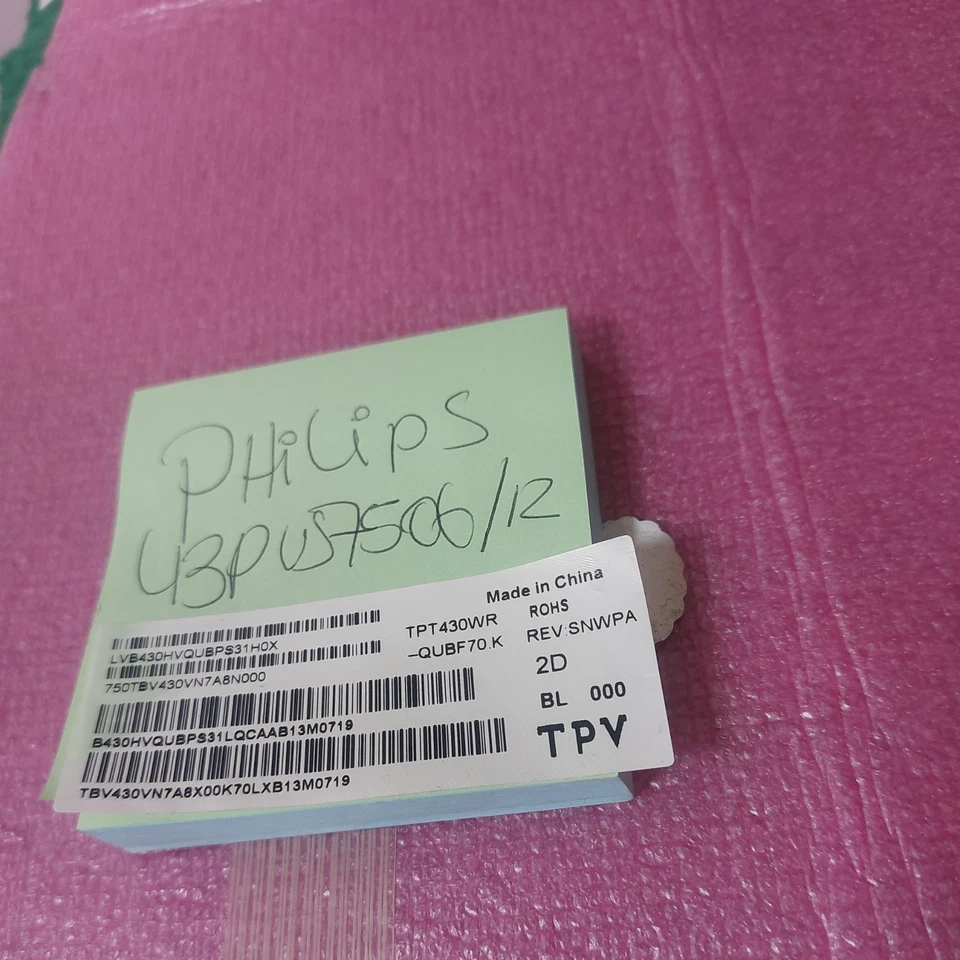 PHiLips
43PUS7506/12
Made in China
LVB430HVQUBPS31H0X
TPT430WR
ROHS
750TBV430VN7A8N000
-QUBF70.K
REV:SNWPA
2D
B430HVQUBPS31LQCAAB13M0719
BL 000
TBV430VN7A8X00K70LXB13M0719
TPV